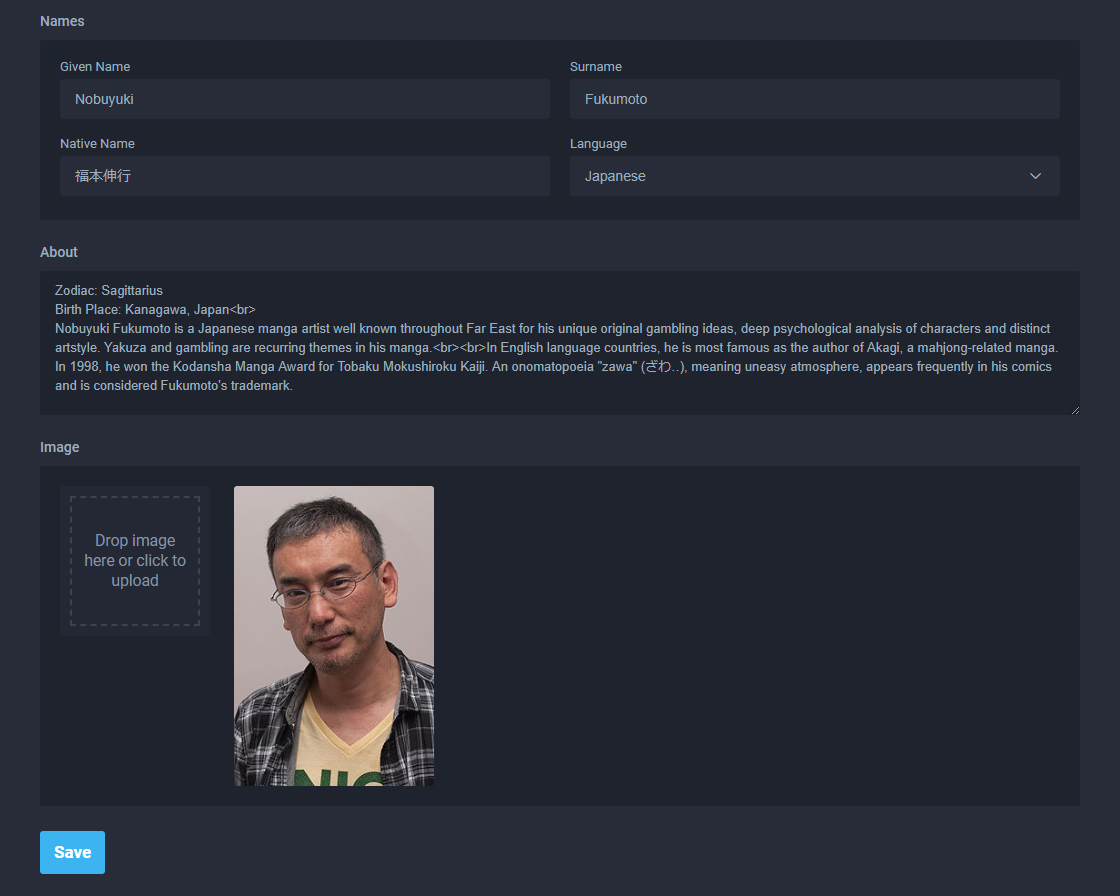 Names
Given Name
Surname
Nobuyuki
Fukumoto
Native Name
Language
福本伸行
Japanese
About
Zodiac: Sagittarius
Birth Place: Kanagawa, Japan<br>
Nobuyuki Fukumoto is a Japanese manga artist well known throughout Far East for his unique original gambling ideas, deep psychological analysis of characters and distinct
artstyle. Yakuza and gambling are recurring themes in his manga.<br><br>In English language countries, he is most famous as the author of Akagi, a mahjong-related manga.
In 1998, he won the Kodansha Manga Award for Tobaku Mokushiroku Kaiji. An onomatopoeia "zawa" (ざわ..), meaning uneasy atmosphere, appears frequently in his comics
and is considered Fukumoto's trademark.
Image
Drop image
here or click to
upload
Save